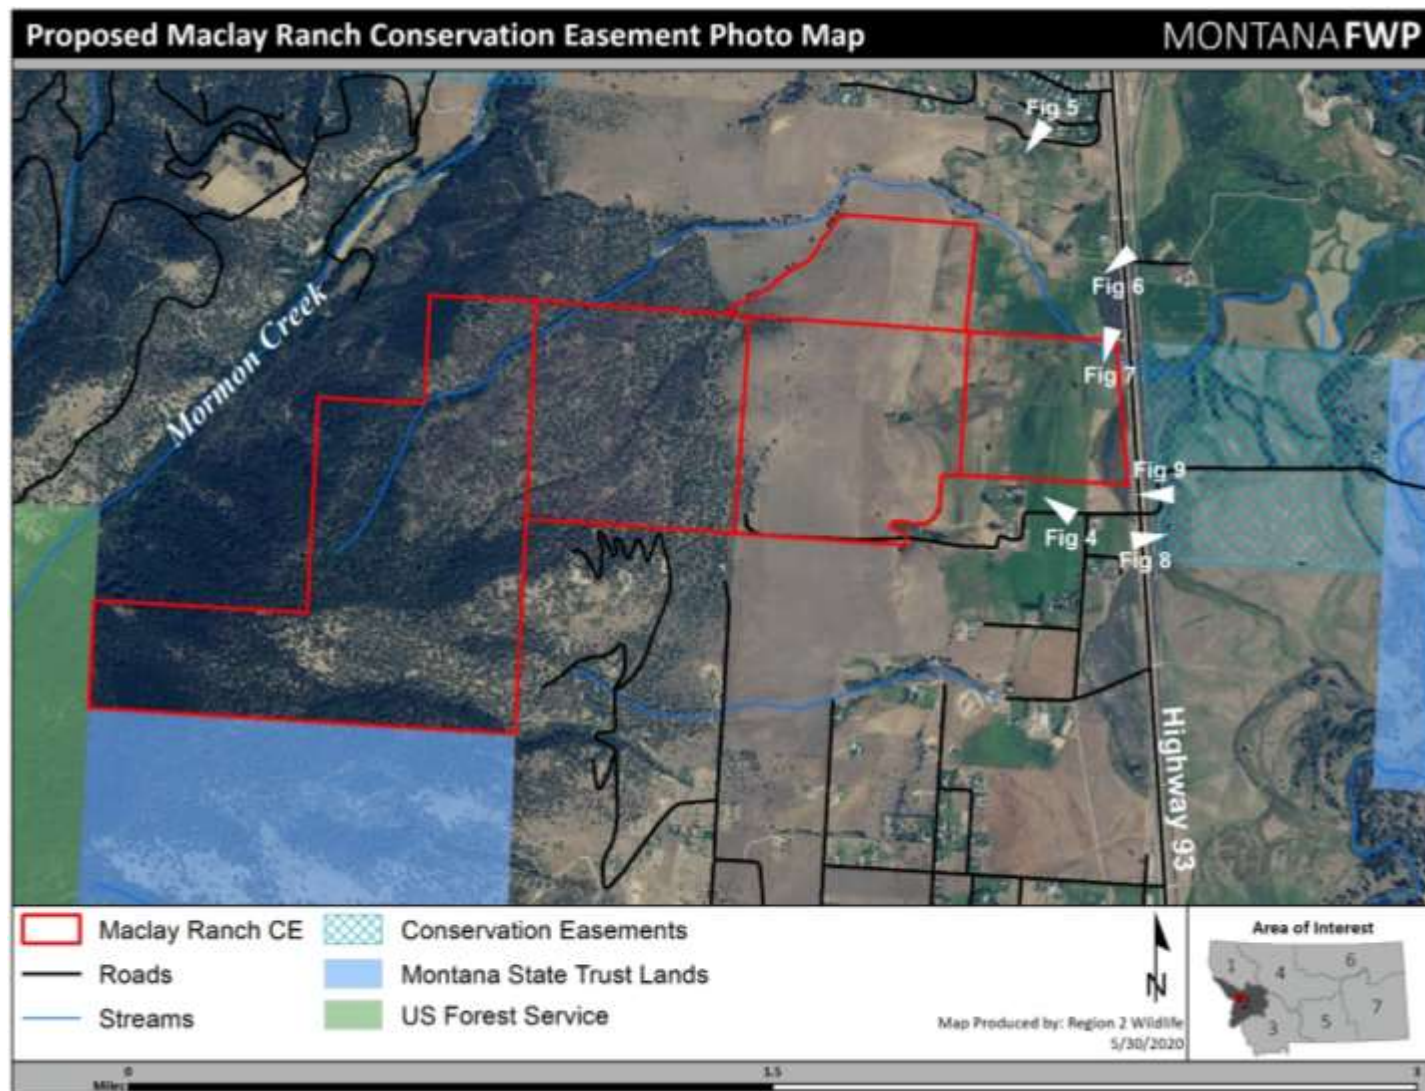 Proposed Maclay Ranch Conservation Easement Photo Map
MONTANA FWP
Fig 5
Fig 6
Mormon Creek
Fig 7
Fig 9
Fig 4
Fig 8
Highway 93
Maclay Ranch CE
Roads
Streams
Conservation Easements
Montana State Trust Lands
US Forest Service
N
Map Produced by: Region 2 Wildlife
5/30/2020
Area of Interest
1
4
6
7
3
5
0
1.5
3
Miles